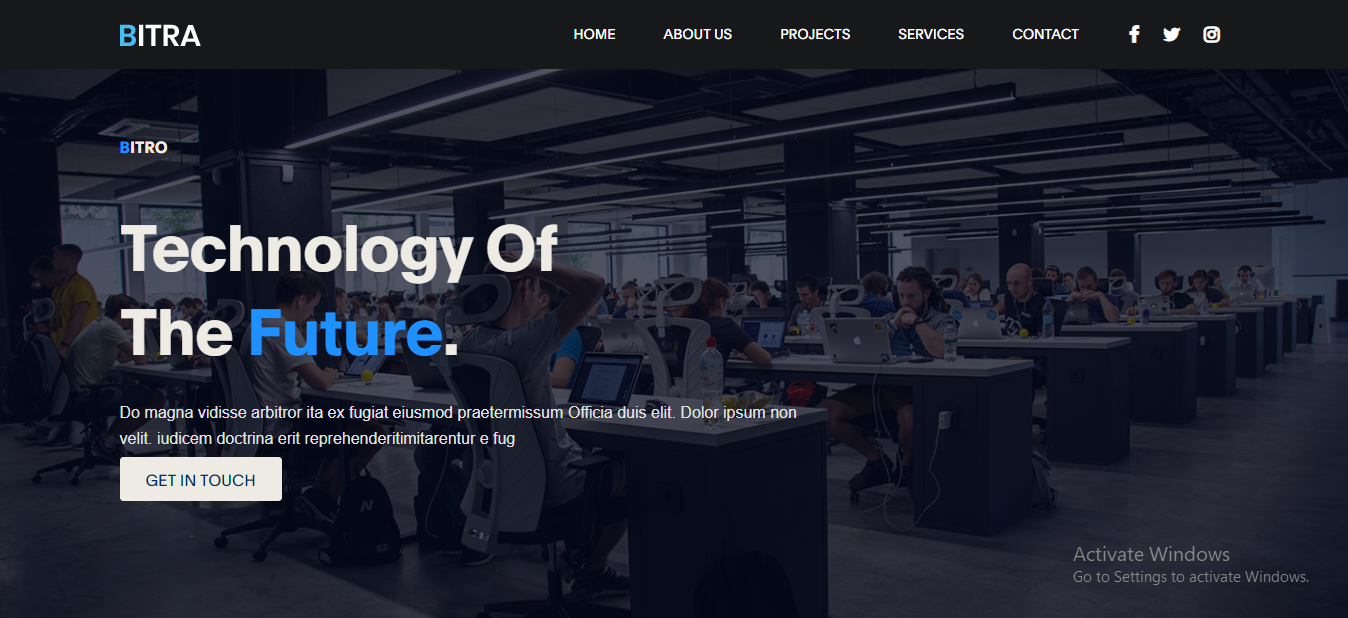 BITRA
HOME ABOUT US PROJECTS SERVICES CONTACT
BITRO
Technology Of
The Future.
Do magna vidisse arbitror ita ex fugiat eiusmod praetermissum Officia duis elit. Dolor ipsum non
velit. iudicem doctrina erit reprehenderitimitarentur e fug
GET IN TOUCH
Activate Windows
Go to Settings to activate Windows.